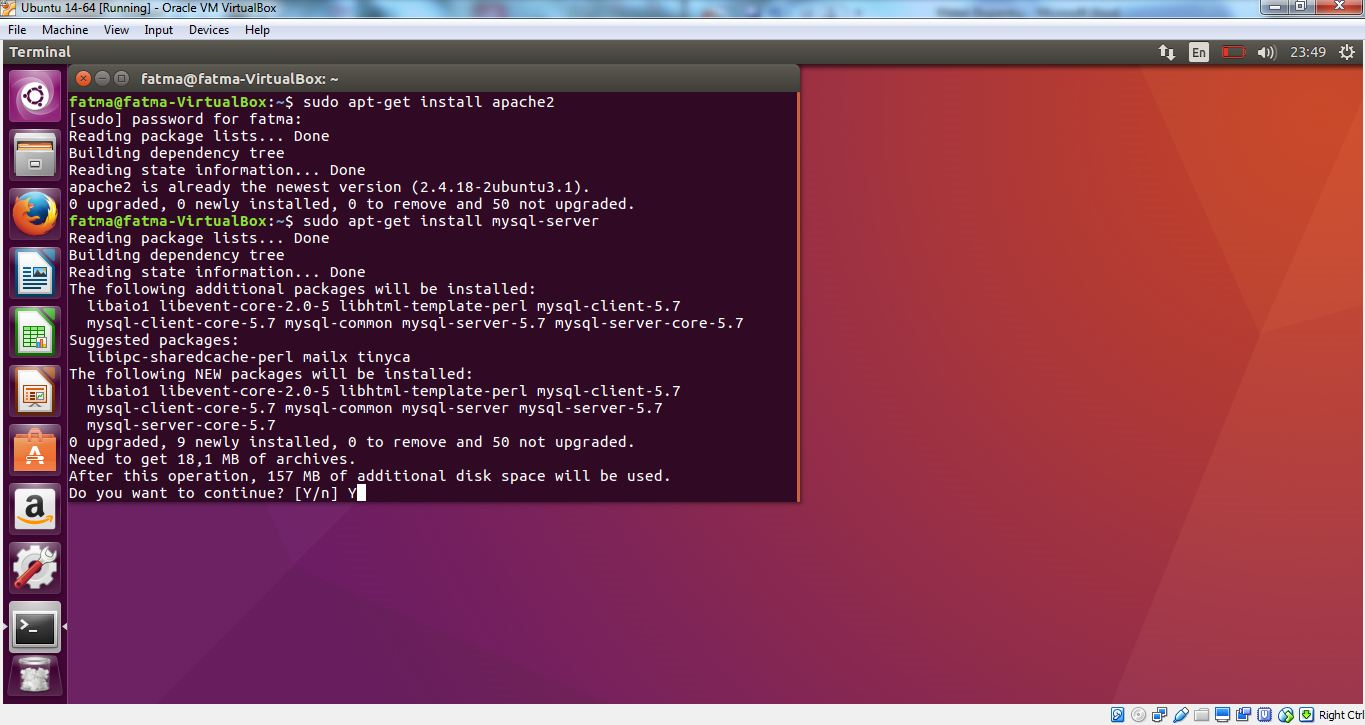 Ubuntu 14-64 [Running] - Oracle VM VirtualBox
File Machine View Input Devices Help
Terminal En 23:49
fatma@fatma-VirtualBox: ~
fatma@fatma-VirtualBox:~$ sudo apt-get install apache2
[sudo] password for fatma:
Reading package lists... Done
Building dependency tree
Reading state information... Done
apache2 is already the newest version (2.4.18-2ubuntu3.1).
0 upgraded, 0 newly installed, 0 to remove and 50 not upgraded.
fatma@fatma-VirtualBox:~$ sudo apt-get install mysql-server
Reading package lists... Done
Building dependency tree
Reading state information... Done
The following additional packages will be installed:
  libaio1 libevent-core-2.0-5 libhtml-template-perl mysql-client-5.7
  mysql-client-core-5.7 mysql-common mysql-server-5.7 mysql-server-core-5.7
Suggested packages:
  libipc-sharedcache-perl mailx tinyca
The following NEW packages will be installed:
  libaio1 libevent-core-2.0-5 libhtml-template-perl mysql-client-5.7
  mysql-client-core-5.7 mysql-common mysql-server mysql-server-5.7
  mysql-server-core-5.7
0 upgraded, 9 newly installed, 0 to remove and 50 not upgraded.
Need to get 18,1 MB of archives.
After this operation, 157 MB of additional disk space will be used.
Do you want to continue? [Y/n] Y
Right Ctrl